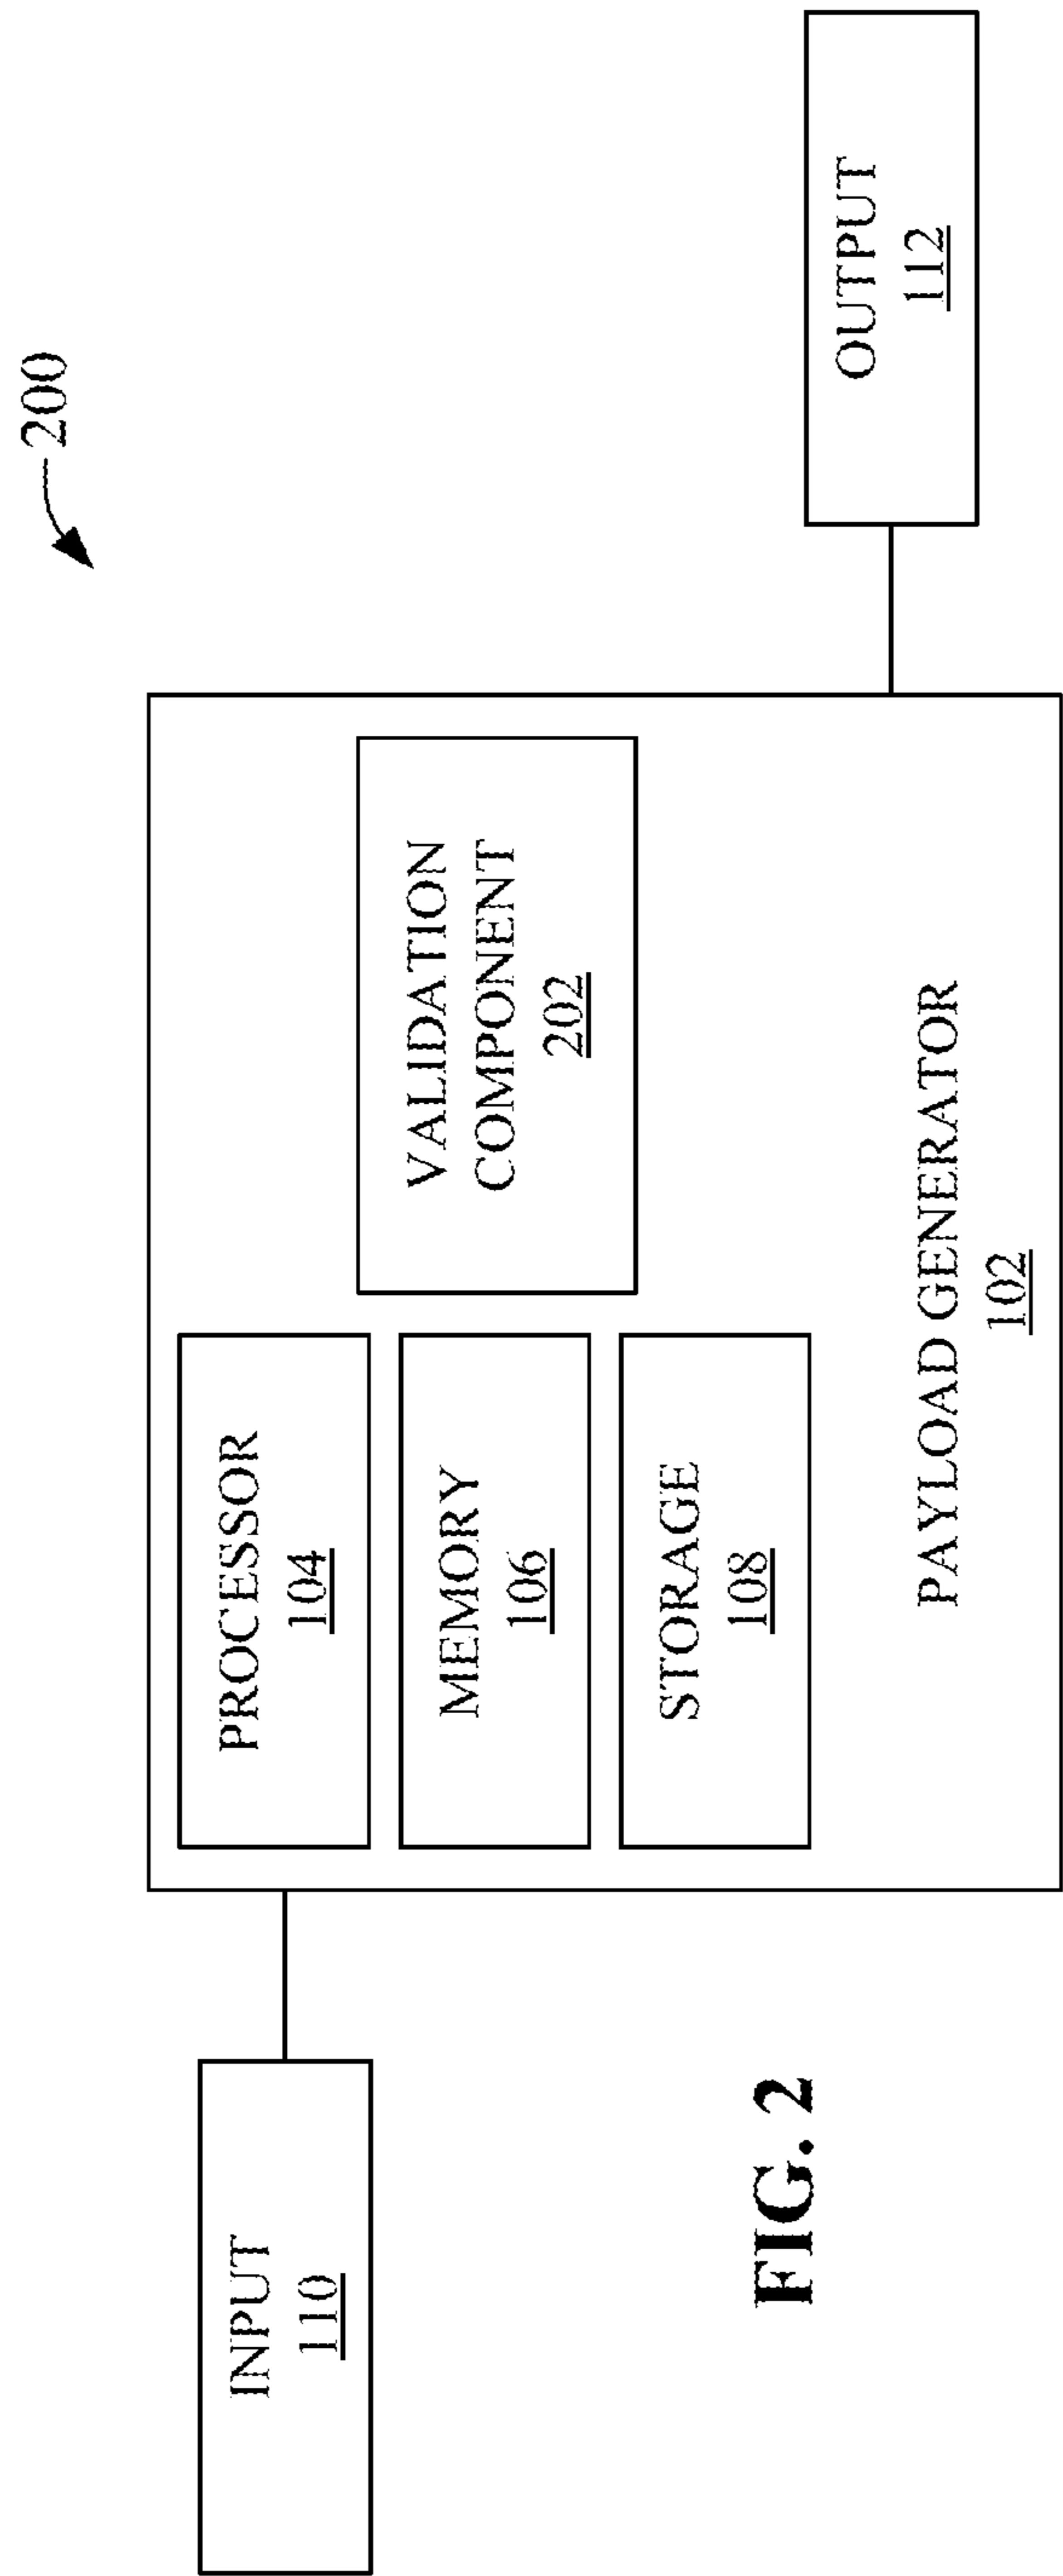 200
INPUT
110
PROCESSOR
104
MEMORY
106
STORAGE
108
VALIDATION
COMPONENT
202
PAYLOAD GENERATOR
102
OUTPUT
112
FIG. 2